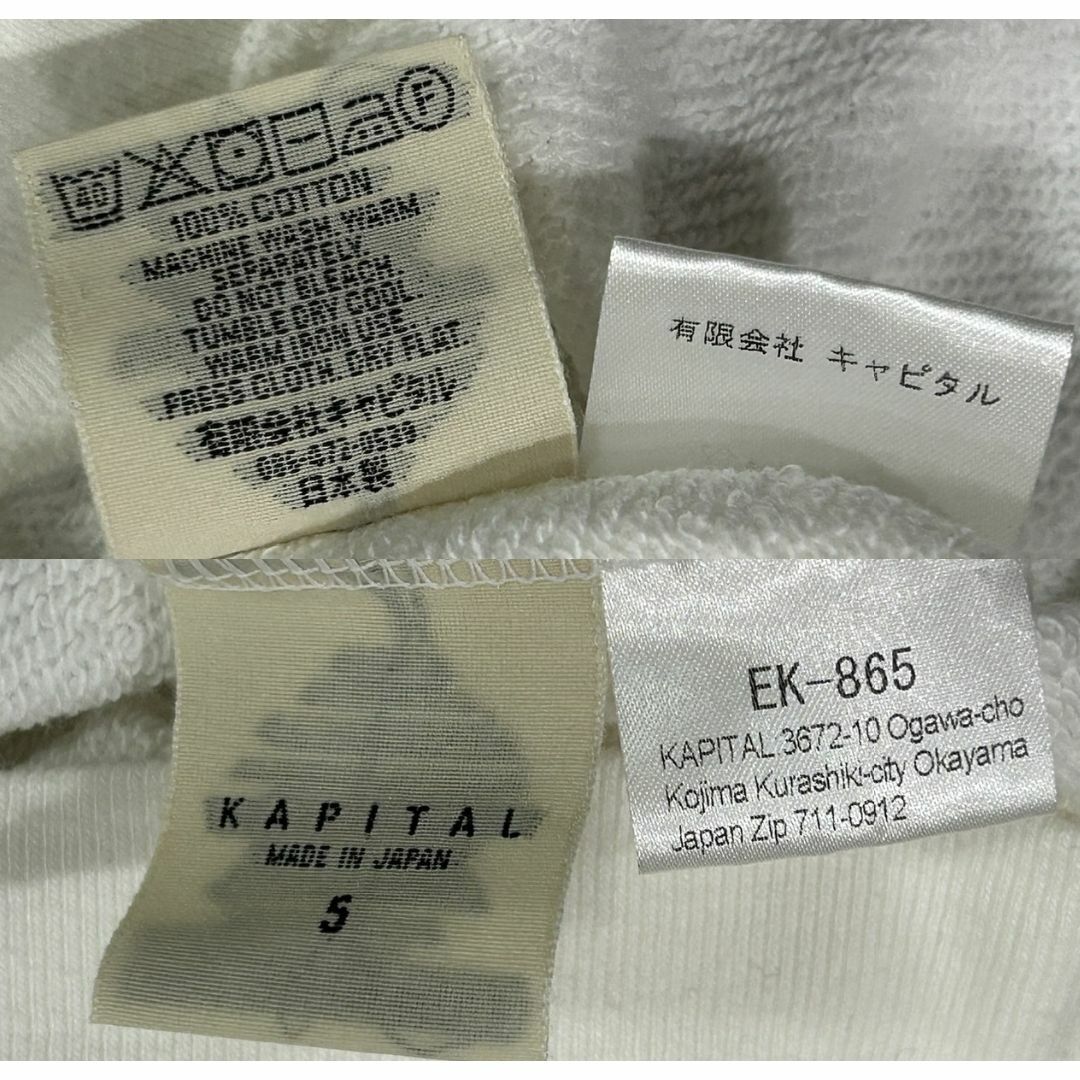 F
100% COTTON
MACHINE WASH WARM
SEPARATELY.
DO NOT BLEACH.
TUMBLE DRY COOL.
WARM IRON USE
PRESS CLOTH. DRY FLAT.
有限会社キャピタル
日本製
有限会社 キャピタル
KAPITAL
MADE IN JAPAN
S
EK-865
KAPITAL 3672-10 Ogawa-cho
Kojima Kurashiki-city Okayama
Japan Zip 711-0912